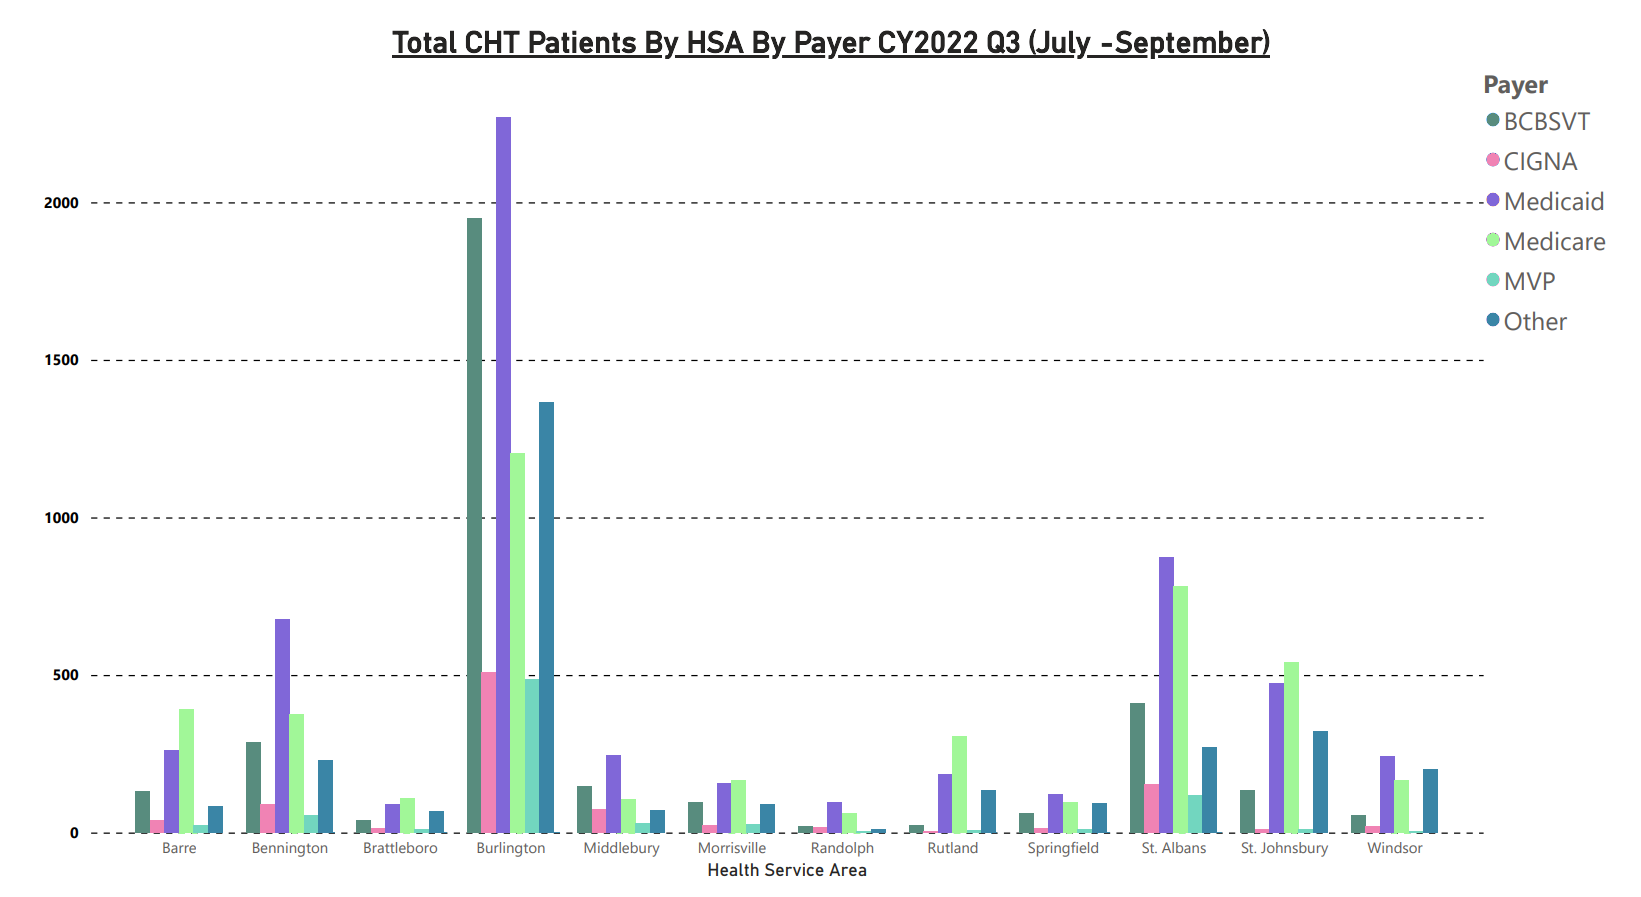 Total CHT Patients By HSA By Payer CY2022 Q3 (July -September)
Payer
BCBSVT
CIGNA
Medicaid
Medicare
MVP
Other
2000
1500
1000
500
0
Barre Bennington Brattleboro Burlington Middlebury Morrisville Randolph Rutland Springfield St. Albans St. Johnsbury Windsor
Health Service Area